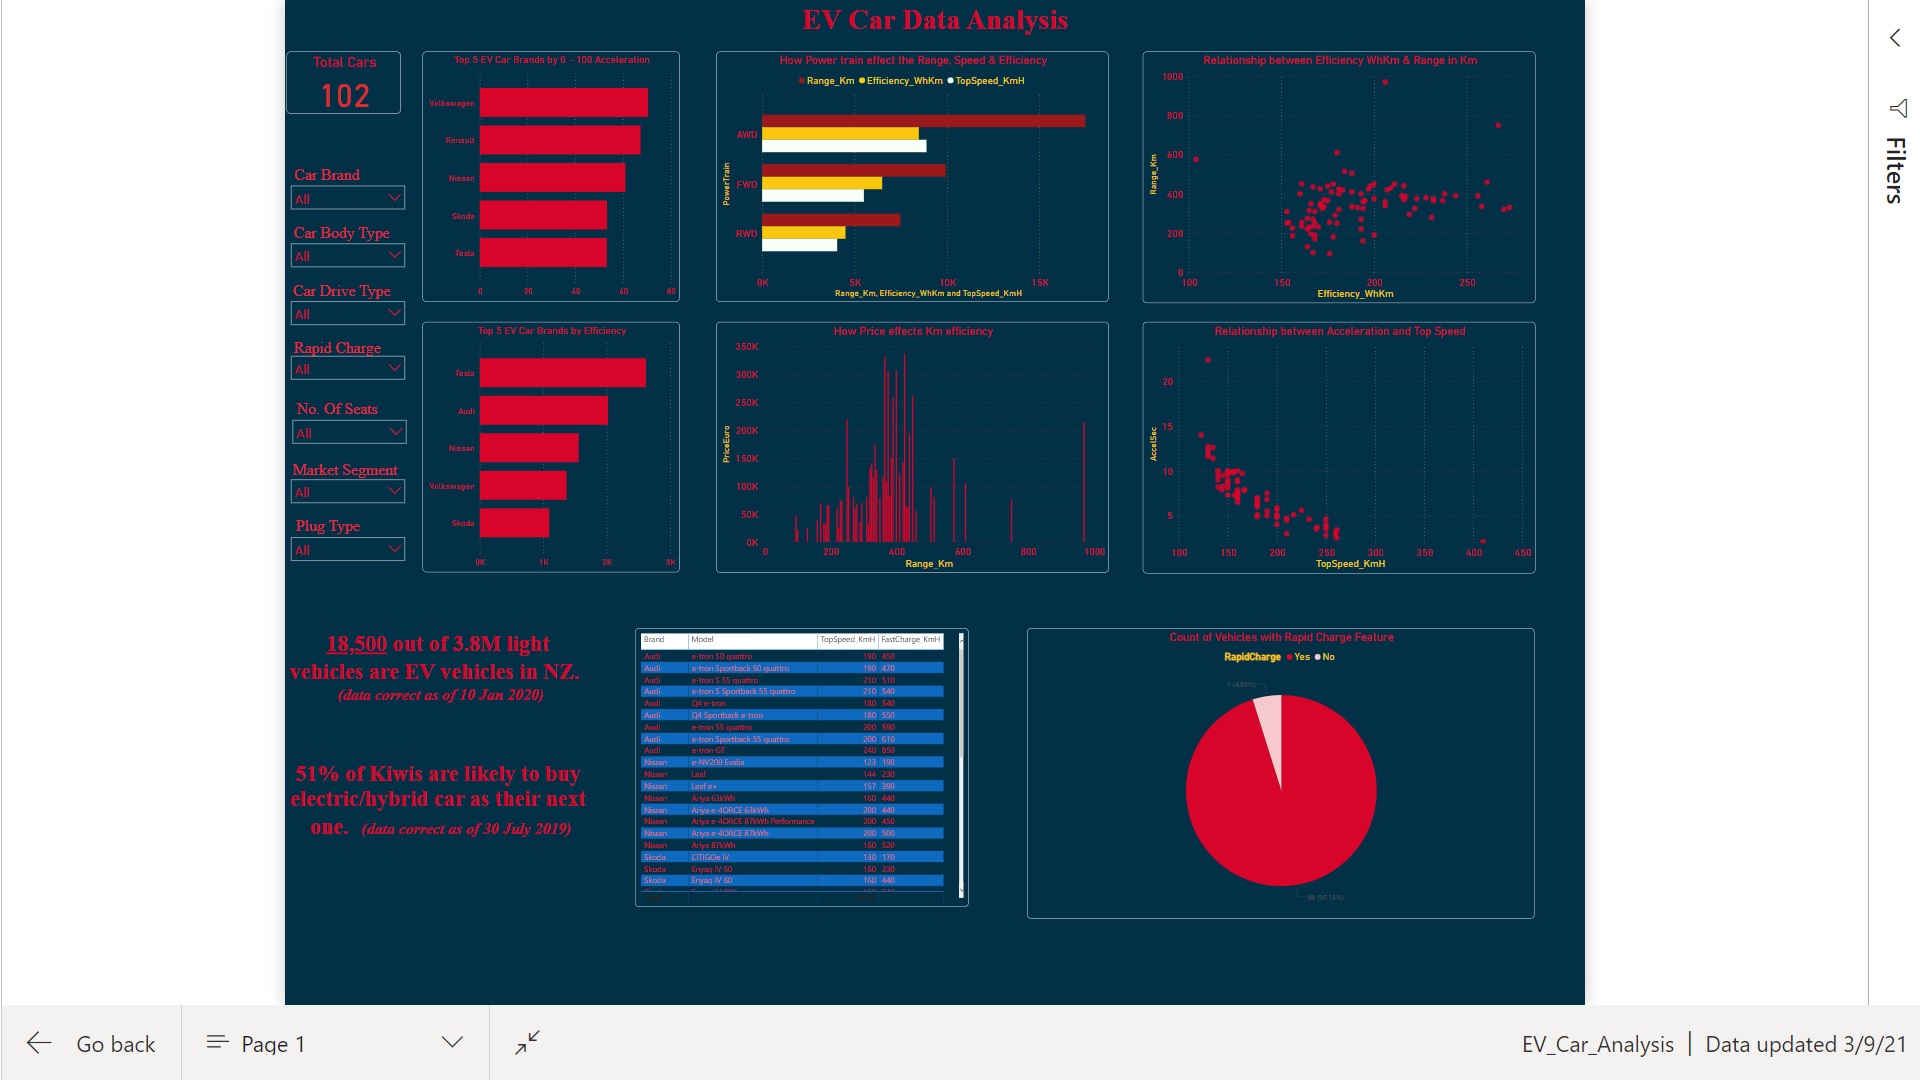 EV Car Data Analysis
Total Cars
102
Car Brand
All
Car Body Type
All
Car Drive Type
All
Rapid Charge
All
No. Of Seats
All
Market Segment
All
Plug Type
All
Top 5 EV Car Brands by 0 - 100 Acceleration
Volkswagen
Renault
Nissan
Skoda
Tesla
0 20 40 60 80
How Power train effect the Range, Speed & Efficiency
Range_Km Efficiency_WhKm TopSpeed_KmH
PowerTrain
AWD
FWD
RWD
0K 5K 10K 15K
Range_Km, Efficiency_WhKm and TopSpeed_KmH
Relationship between Efficiency WhKm & Range in Km
Range_Km
1000
800
600
400
200
0
100 150 200 250
Efficiency_WhKm
Top 5 EV Car Brands by Efficiency
Tesla
Audi
Nissan
Volkswagen
Skoda
0K 1K 2K 3K
How Price effects Km efficiency
PriceEuro
350K
300K
250K
200K
150K
100K
50K
0K
0 200 400 600 800 1000
Range_Km
Relationship between Acceleration and Top Speed
AccelSec
20
15
10
5
100 150 200 250 300 350 400 450
TopSpeed_KmH
18,500 out of 3.8M light
vehicles are EV vehicles in NZ.
(data correct as of 10 Jan 2020)
51% of Kiwis are likely to buy
electric/hybrid car as their next
one. (data correct as of 30 July 2019)
Brand Model TopSpeed_KmH FastCharge_KmH
Audi e-tron 50 quattro 190 450
Audi e-tron Sportback 50 quattro 190 470
Audi e-tron S 55 quattro 210 510
Audi e-tron S Sportback 55 quattro 210 540
Audi Q4 e-tron 180 540
Audi Q4 Sportback e-tron 180 550
Audi e-tron 55 quattro 200 590
Audi e-tron Sportback 55 quattro 200 610
Audi e-tron GT 240 850
Nissan e-NV200 Evalia 123 190
Nissan Leaf 144 230
Nissan Leaf e+ 157 390
Nissan Ariya 63kWh 160 440
Nissan Ariya e-4ORCE 63kWh 200 440
Nissan Ariya e-4ORCE 87kWh Performance 200 450
Nissan Ariya e-4ORCE 87kWh 200 500
Nissan Ariya 87kWh 160 520
Skoda CITIGOe iV 130 170
Skoda Enyaq iV 50 160 230
Skoda Enyaq iV 60 160 440
Count of Vehicles with Rapid Charge Feature
RapidCharge Yes No
5 (4.85%)
98 (95.15%)
Filters
Go back
Page 1
EV_Car_Analysis | Data updated 3/9/21